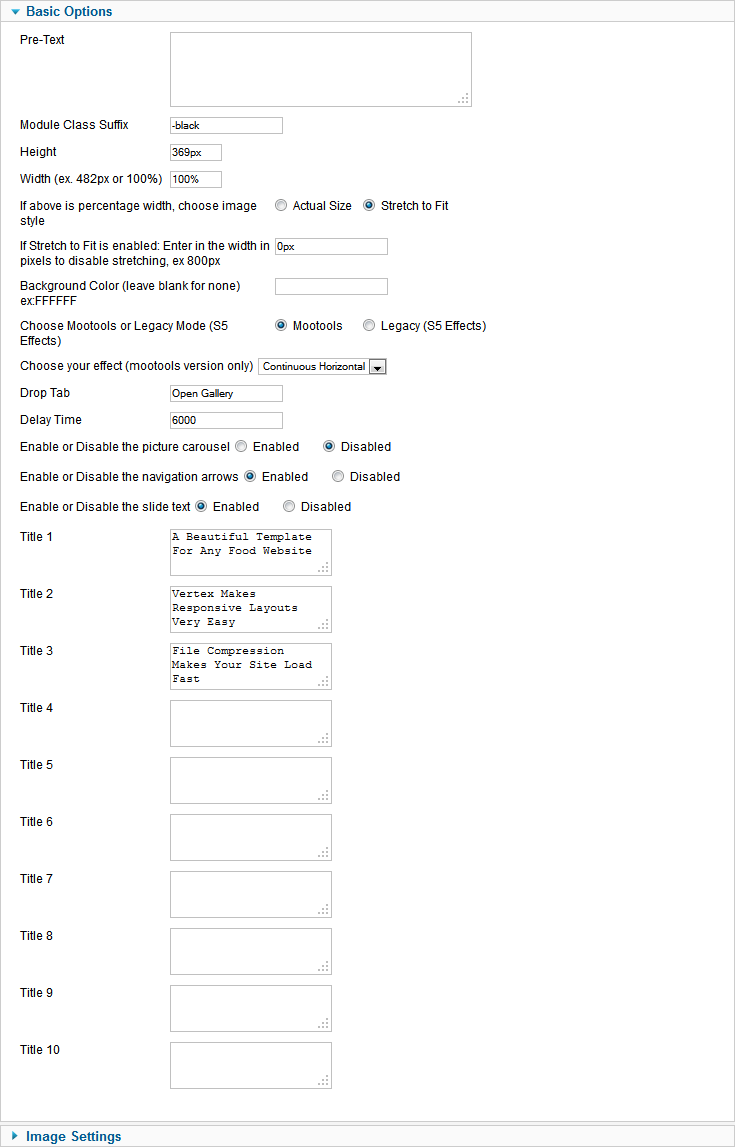 Basic Options
Pre-Text
Module Class Suffix -black
Height 369px
Width (ex. 482px or 100%) 100%
If above is percentage width, choose image Actual Size Stretch to Fit
style
If Stretch to Fit is enabled: Enter in the width in 0px
pixels to disable stretching, ex 800px
Background Color (leave blank for none)
ex:FFFFFF
Choose Mootools or Legacy Mode (S5 Mootools Legacy (S5 Effects)
Effects)
Choose your effect (mootools version only) Continuous Horizontal
Drop Tab Open Gallery
Delay Time 6000
Enable or Disable the picture carousel Enabled Disabled
Enable or Disable the navigation arrows Enabled Disabled
Enable or Disable the slide text Enabled Disabled
Title 1 A Beautiful Template
For Any Food Website
Title 2 Vertex Makes
Responsive Layouts
Very Easy
Title 3 File Compression
Makes Your Site Load
Fast
Title 4
Title 5
Title 6
Title 7
Title 8
Title 9
Title 10
Image Settings